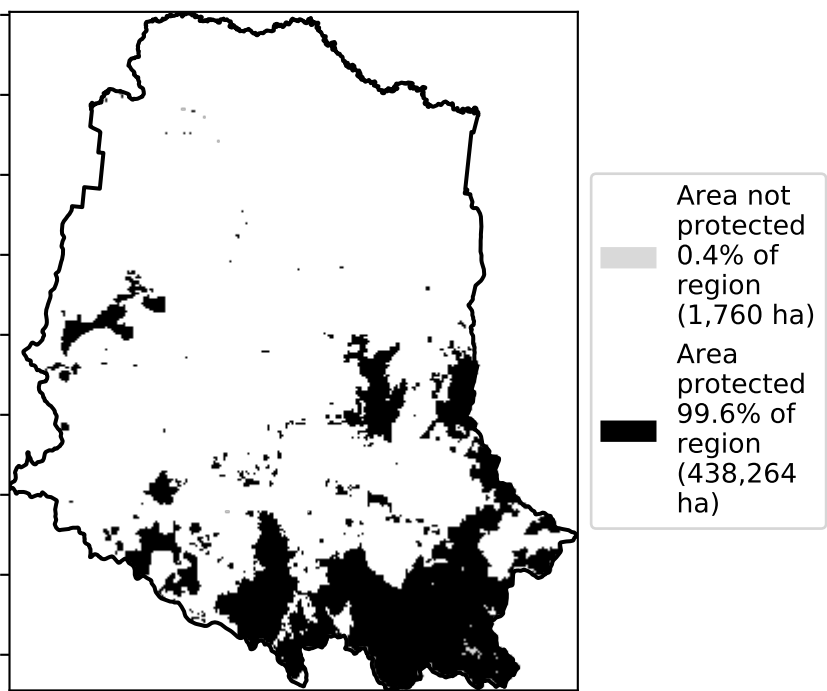 Area not
protected
0.4% of
region
(1,760 ha)
Area
protected
99.6% of
region
(438,264
ha)